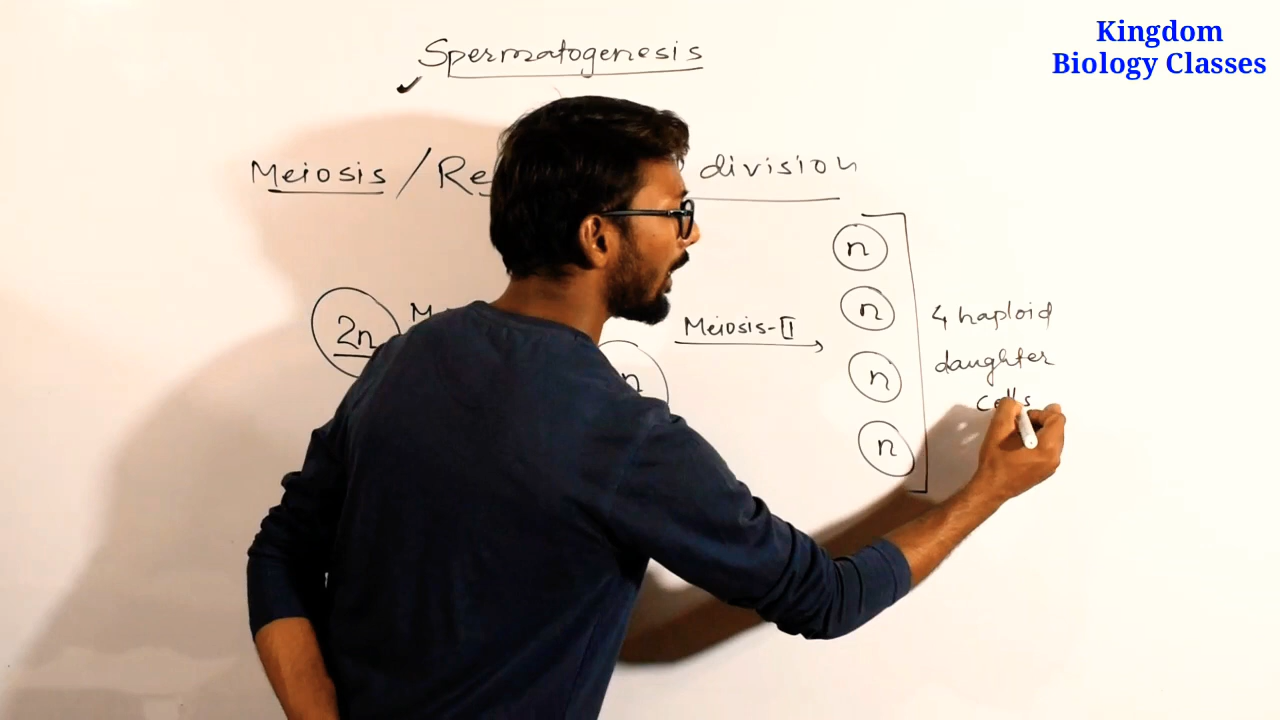 Kingdom
Biology Classes
Spermatogenesis
Meiosis / Re division
2n
n
Meiosis-II
n
n
n
n
4 haploid
daughter
cells